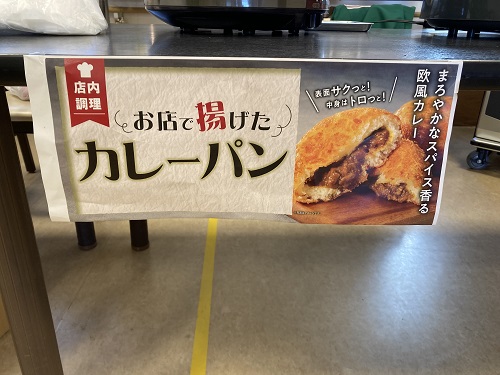 店内
調理
お店で揚げた
カレーパン
表面サクっと!
中身はトロっと!
まろやかなスパイス香る
欧風カレー